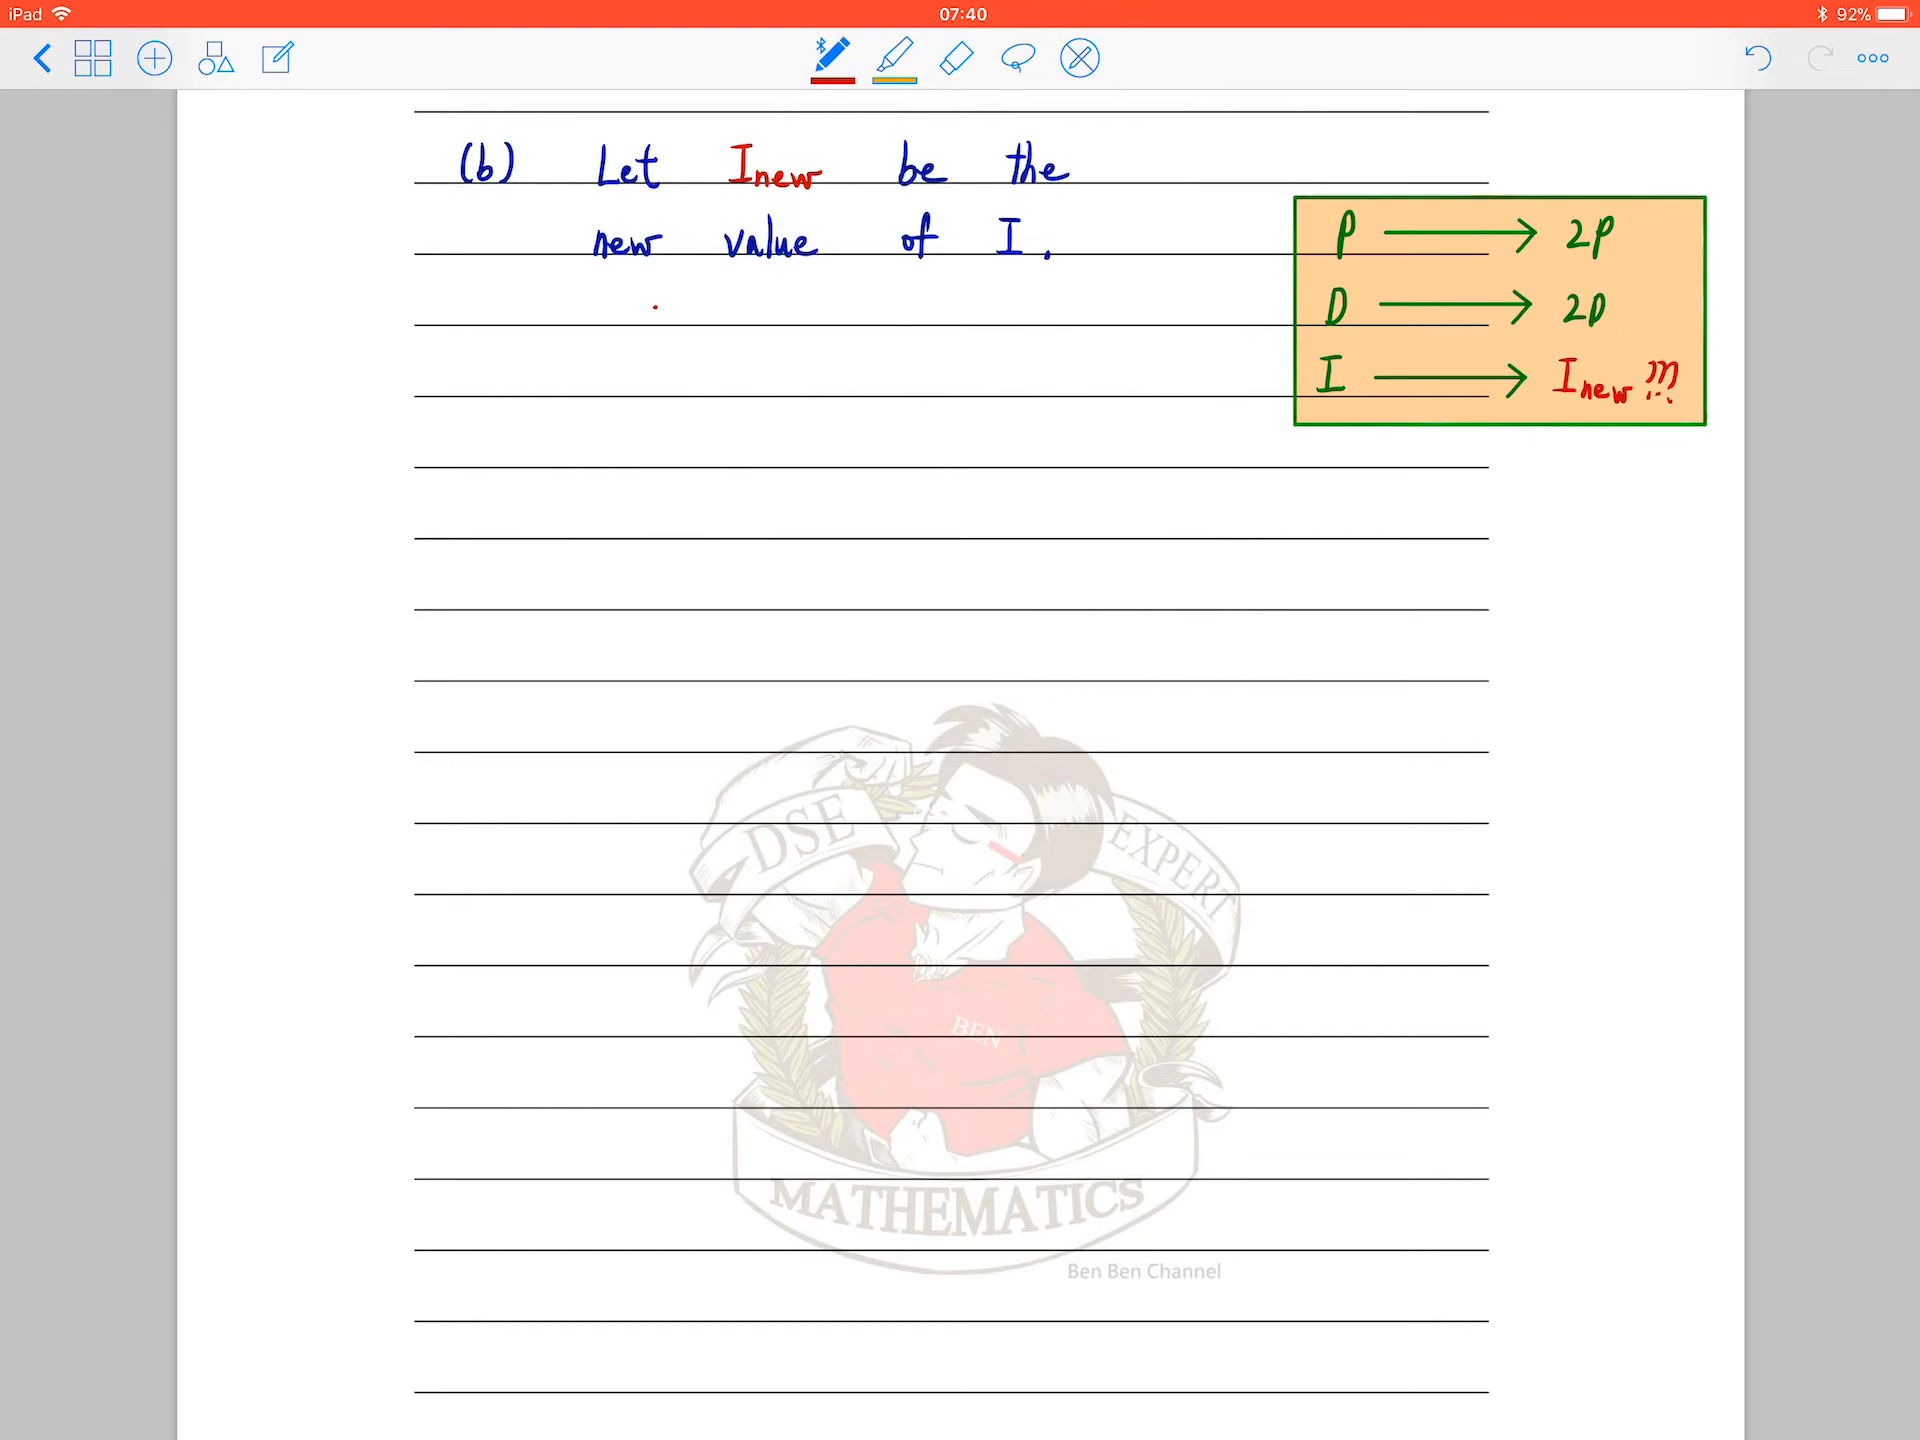 iPad 07:40 92%
(b) Let Inew be the
new value of I.
P → 2P
D → 2D
I → Inew !!!
DSE EXPERT
BEN
MATHEMATICS
Ben Ben Channel